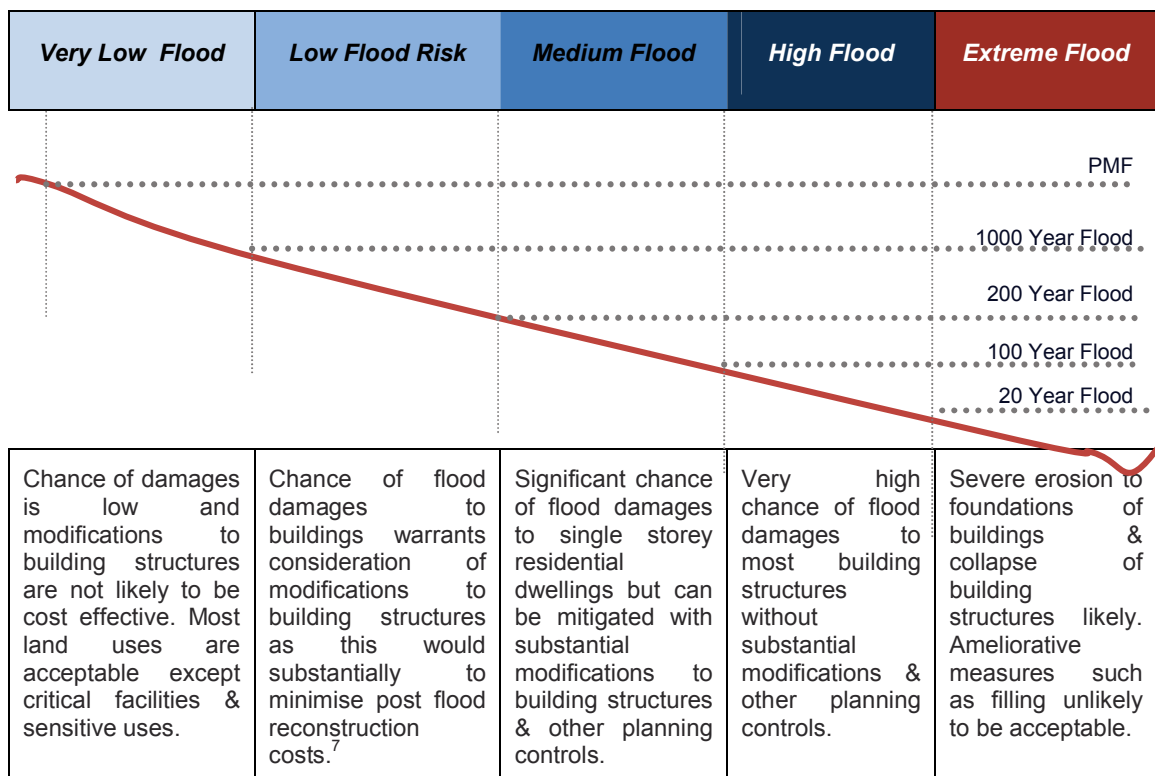 Very Low Flood
Low Flood Risk
Medium Flood
High Flood
Extreme Flood
PMF
1000 Year Flood
200 Year Flood
100 Year Flood
20 Year Flood
Chance of damages
is low and
modifications to
building structures
are not likely to be
cost effective. Most
land uses are
acceptable except
critical facilities &
sensitive uses.
Chance of flood
damages to
buildings warrants
consideration of
modifications to
building structures
as this would
substantially to
minimise post flood
reconstruction
costs.7
Significant chance
of flood damages
to single storey
residential
dwellings but can
be mitigated with
substantial
modifications to
building structures
& other planning
controls.
Very high
chance of flood
damages to
most building
structures
without
substantial
modifications &
other planning
controls.
Severe erosion to
foundations of
buildings &
collapse of
building
structures likely.
Ameliorative
measures such
as filling unlikely
to be acceptable.